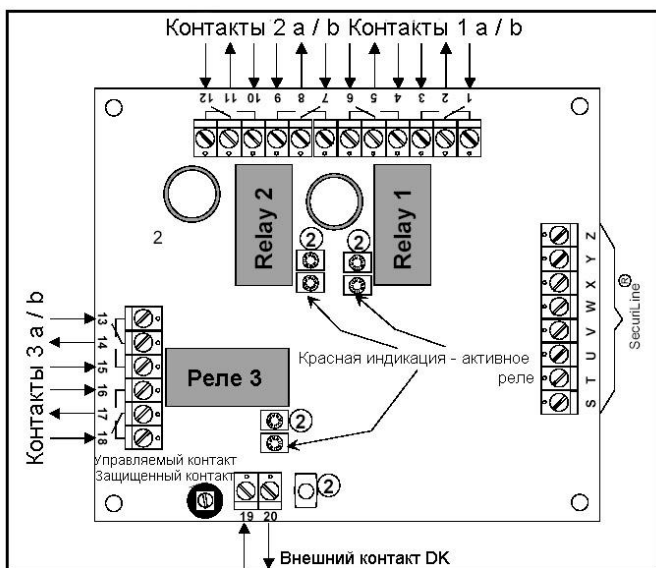 Контакты 2 a / b Контакты 1 a / b
12 11 10 9 8 7 6 5 4 3 2 1
2
Relay 2
Relay 1
2
2
Z
Y
X
W
V
U
T
S
SecuriLine®
Контакты 3 a / b
13
14
15
16
17
18
Реле 3
Красная индикация - активное
реле
2
Управляемый контакт
Защищенный контакт
2
19 20
Внешний контакт DK